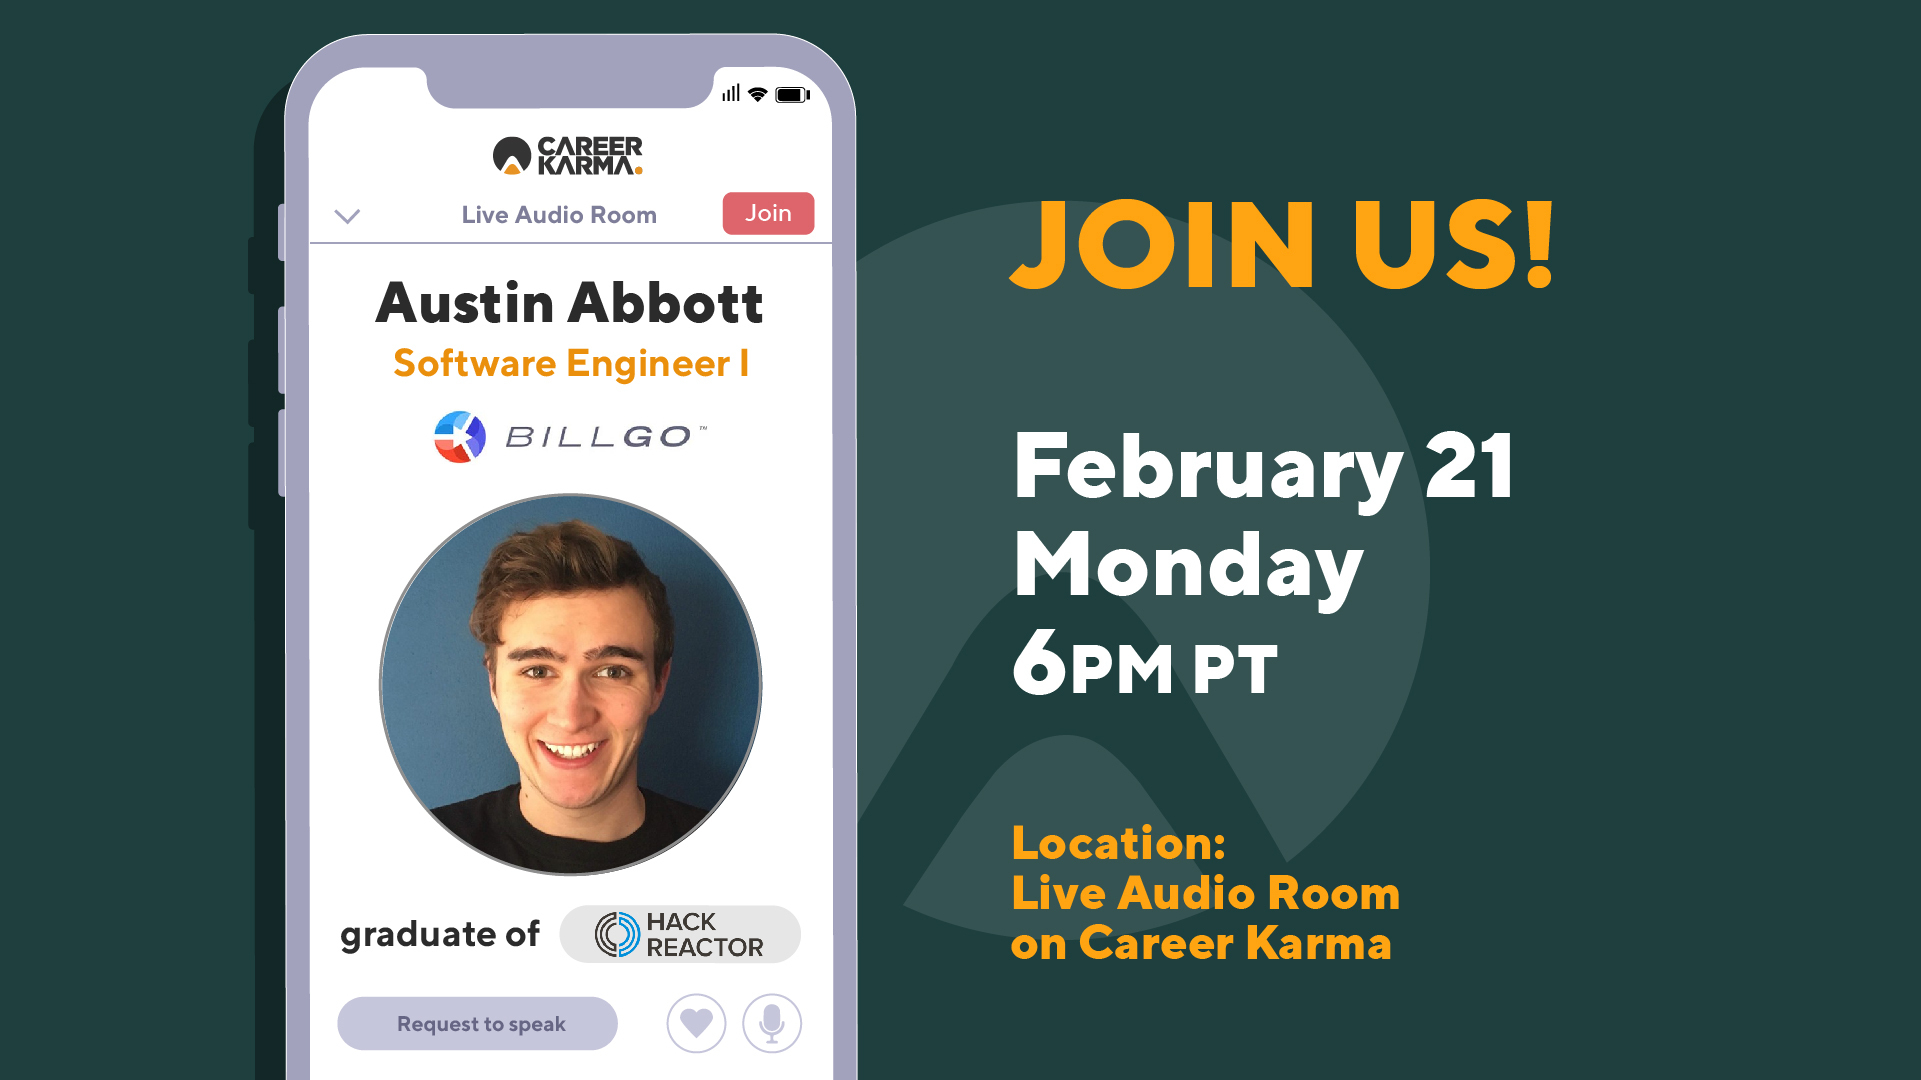 CAREER
KARMA.
Live Audio Room
Join
Austin Abbott
Software Engineer I
BILLGO™
graduate of
HACK
REACTOR
Request to speak
JOIN US!
February 21
Monday
6PM PT
Location:
Live Audio Room
on Career Karma